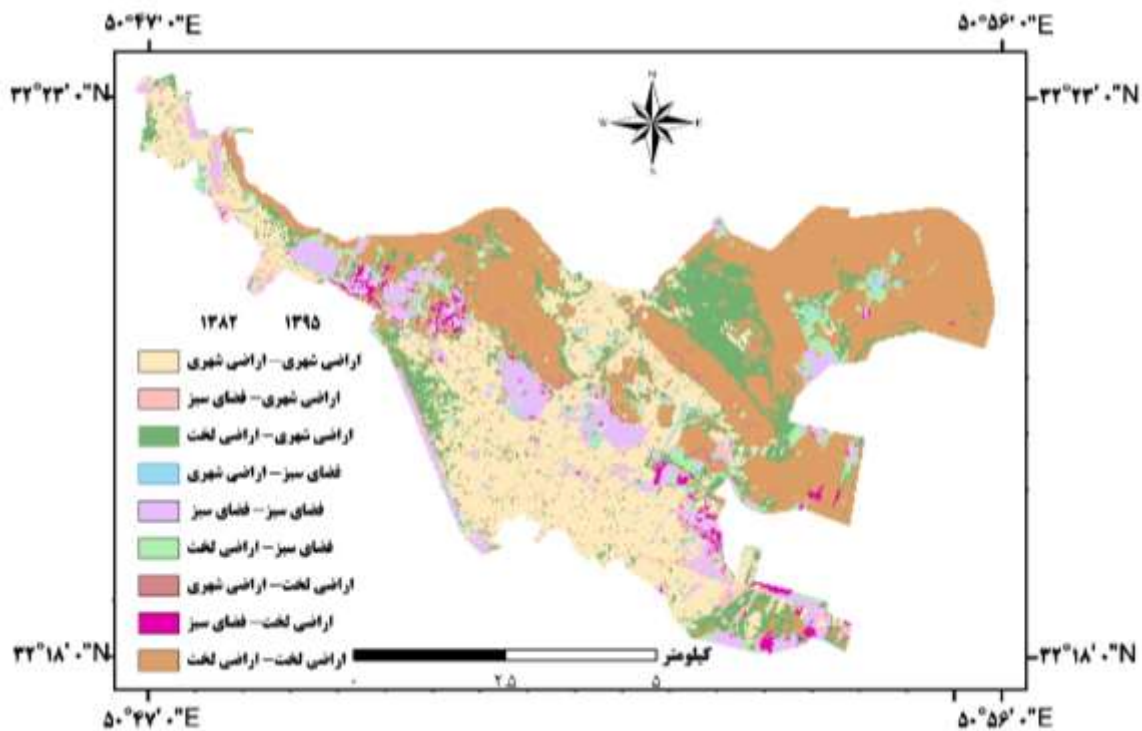 ۵۰°۴۷'۰"E ۵۰°۵۶'۰"E
۳۲°۲۳'۰"N ۳۲°۲۳'۰"N
N
W E
S
۱۳۸۲ ۱۳۹۵
اراضی شهری– اراضی شهری
اراضی شهری– فضای سبز
اراضی شهری– اراضی لخت
فضای سبز– اراضی شهری
فضای سبز– فضای سبز
فضای سبز– اراضی لخت
اراضی لخت– اراضی شهری
اراضی لخت– فضای سبز
اراضی لخت– اراضی لخت
کیلومتر
۰ ۲.۵ ۵
۳۲°۱۸'۰"N ۳۲°۱۸'۰"N
۵۰°۴۷'۰"E ۵۰°۵۶'۰"E